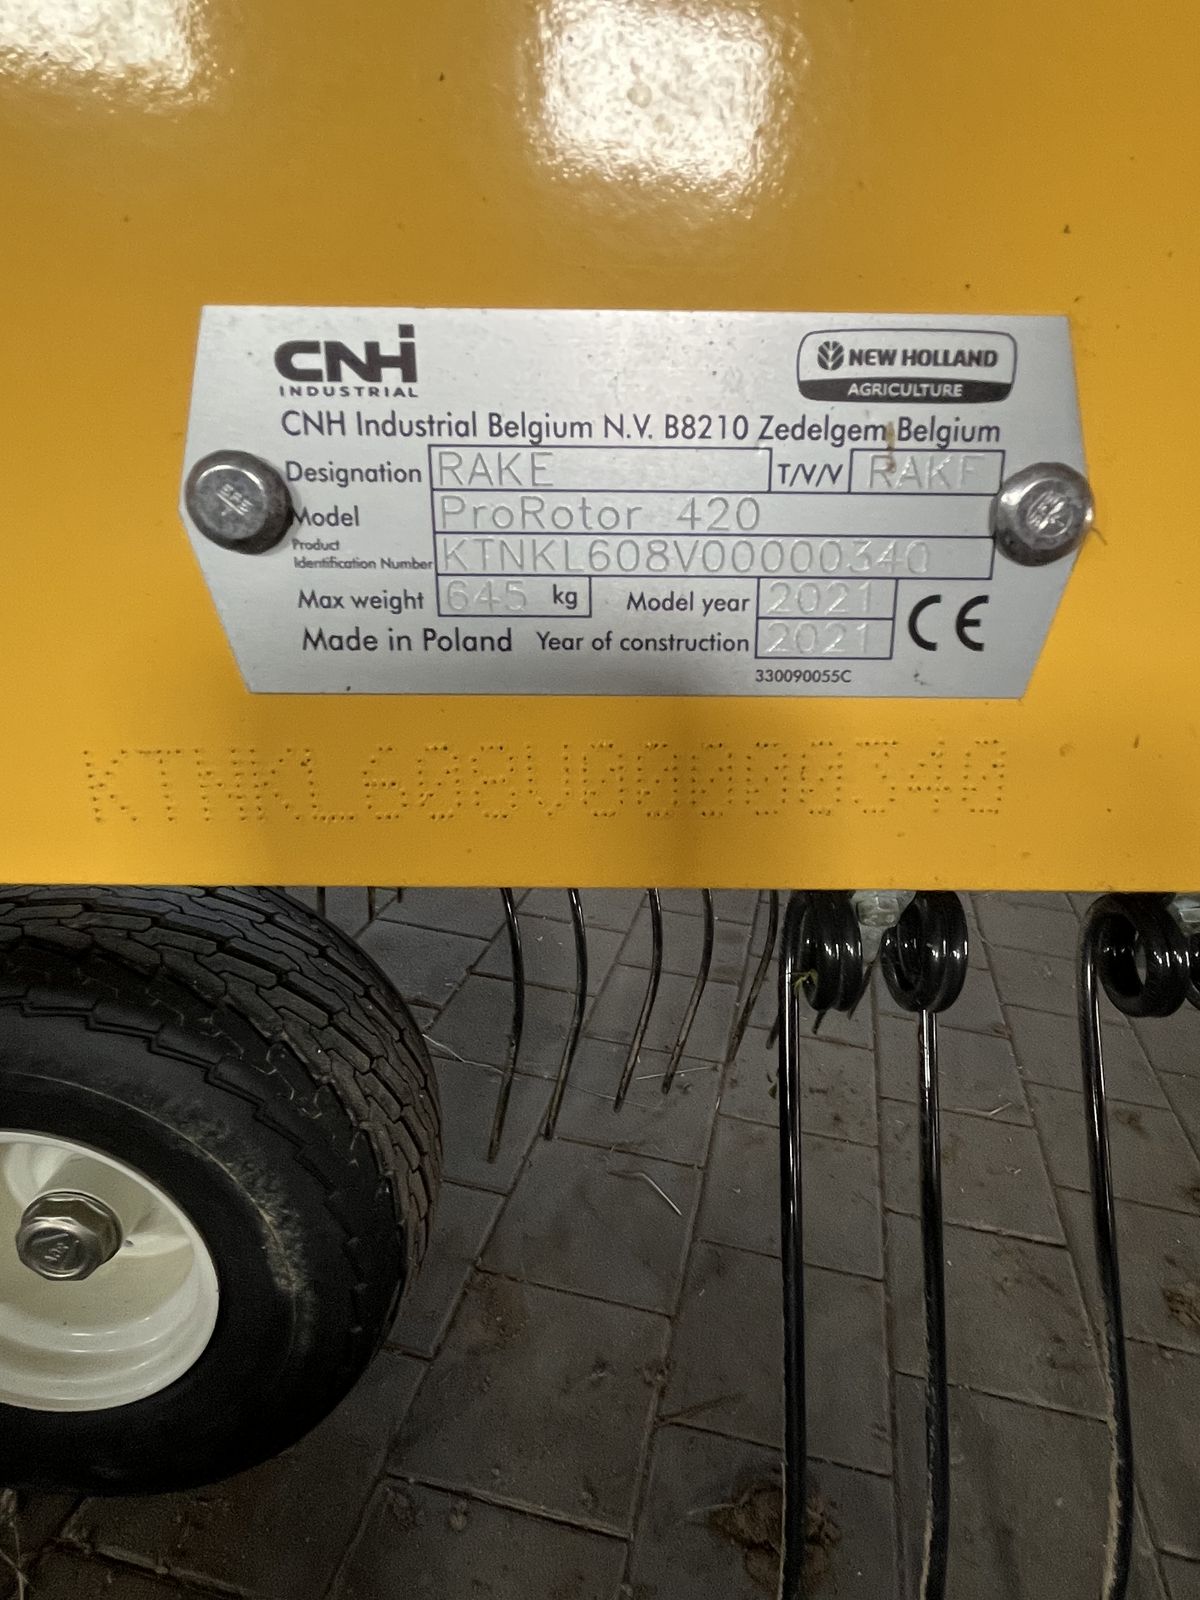 CNH
INDUSTRIAL
NEW HOLLAND
AGRICULTURE
CNH Industrial Belgium N.V. B8210 Zedelgem Belgium
Designation RAKE T/V/V RAKE
Model ProRotor 420
Product
Identification Number KTNKL608V00000340
Max weight 645 kg Model year 2021
Made in Poland Year of construction 2021
CE
330090055C
KTNKL608V00000340